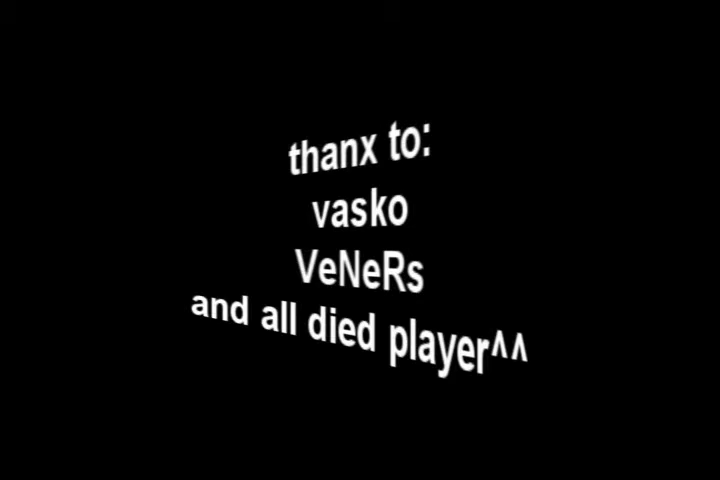 thanx to:
vasko
VeNeRs
and all died player^^